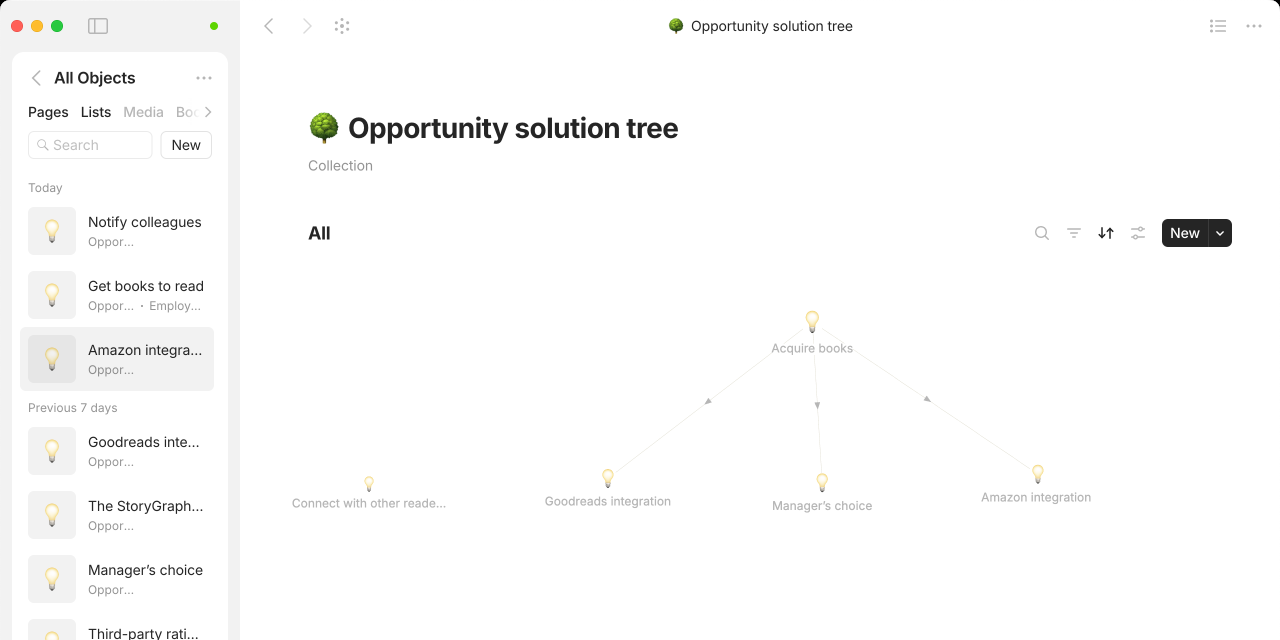 Opportunity solution tree
All Objects
Pages Lists Media Boo
Search
New
Today
Notify colleagues
Oppor...
Get books to read
Oppor... · Employ...
Amazon integra...
Oppor...
Previous 7 days
Goodreads inte...
Oppor...
The StoryGraph...
Oppor...
Manager’s choice
Oppor...
Third-party rati...
Opportunity solution tree
Collection
All
New
Acquire books
Connect with other reade...
Goodreads integration
Manager’s choice
Amazon integration